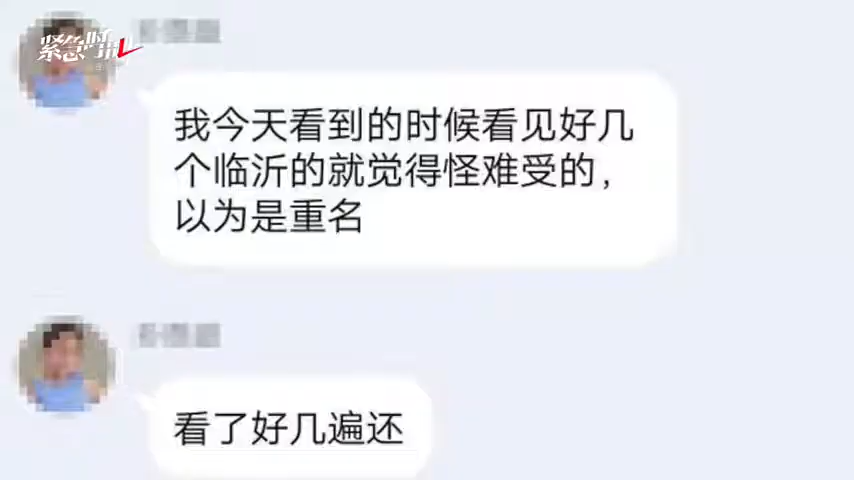 紧急呼叫
我今天看到的时候看见好几
个临沂的就觉得怪难受的，
以为是重名
看了好几遍还